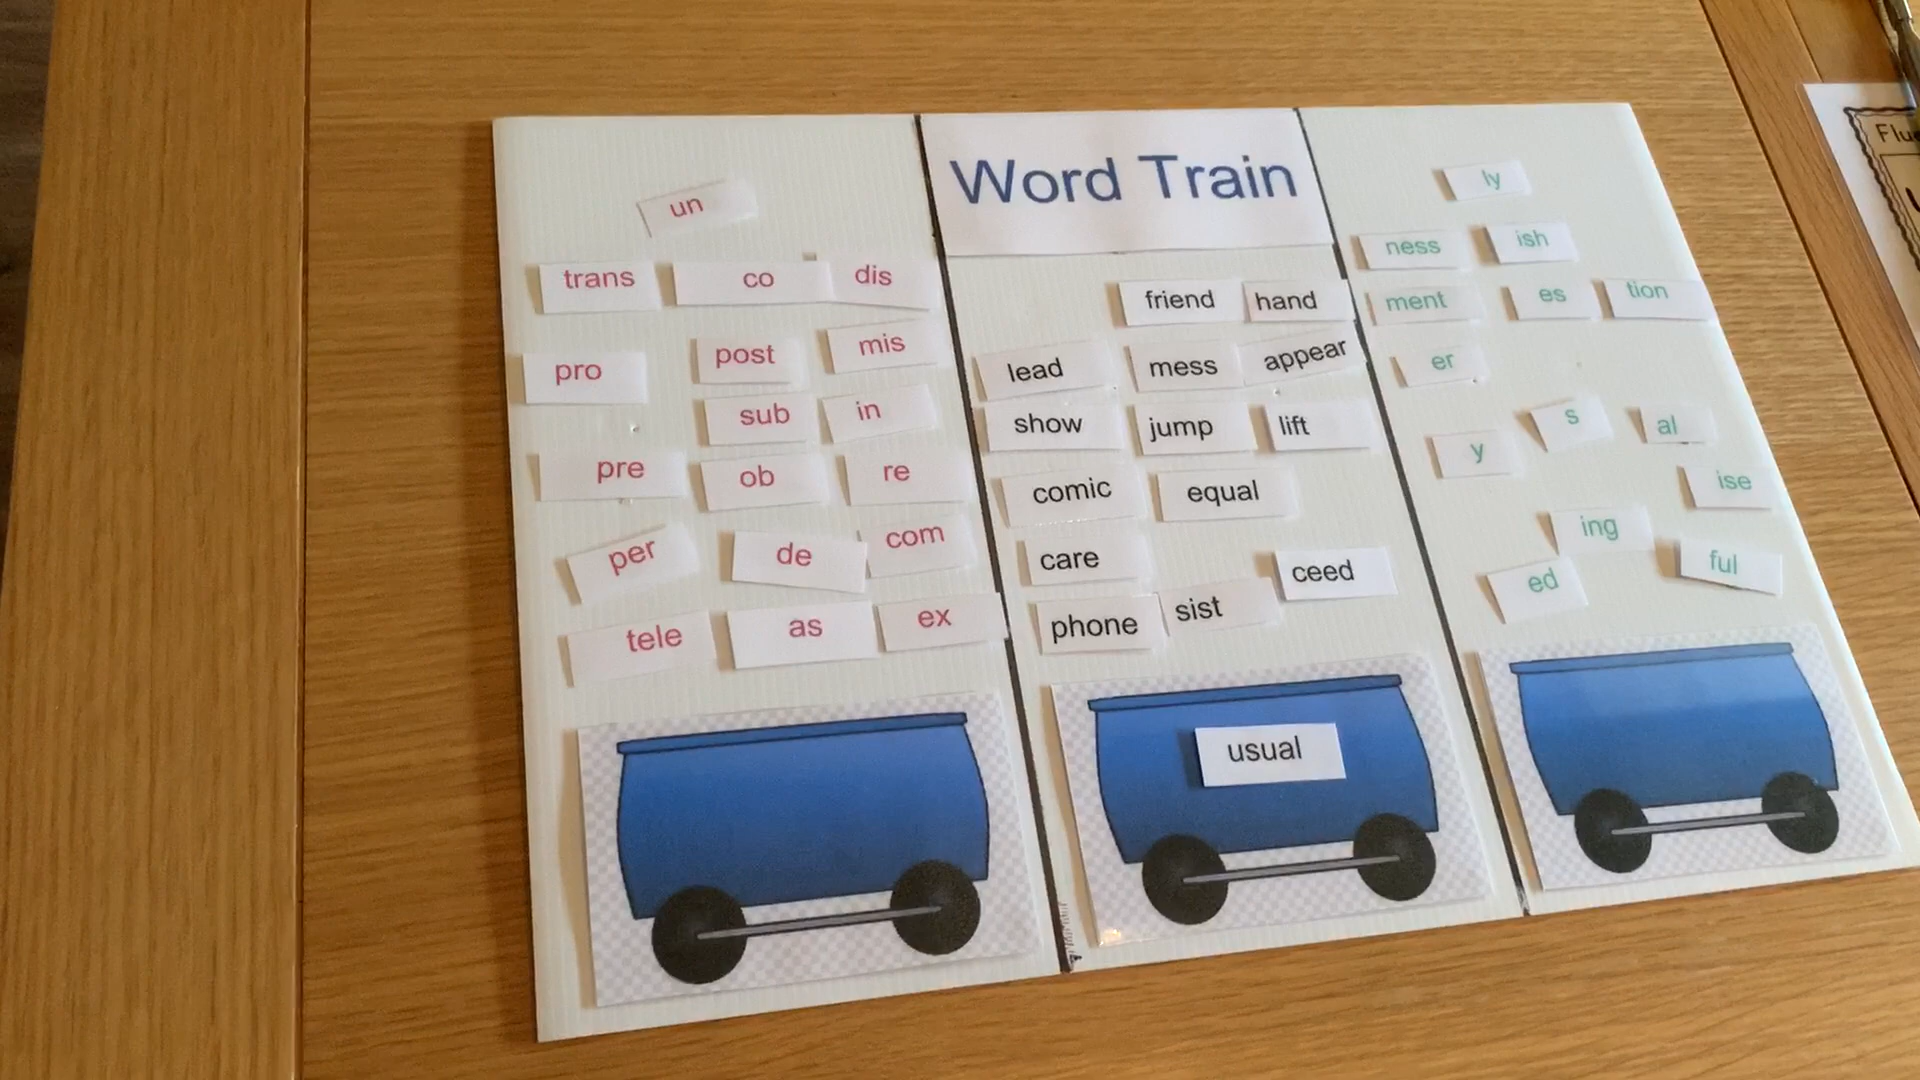 Word Train
un
trans co dis
pro post mis
sub in
pre ob re
per de com
tele as ex
friend hand
lead mess appear
show jump lift
comic equal
care
ceed
phone sist
usual
ly
ness ish
ment es tion
er
y s al
ise
ing
ed ful